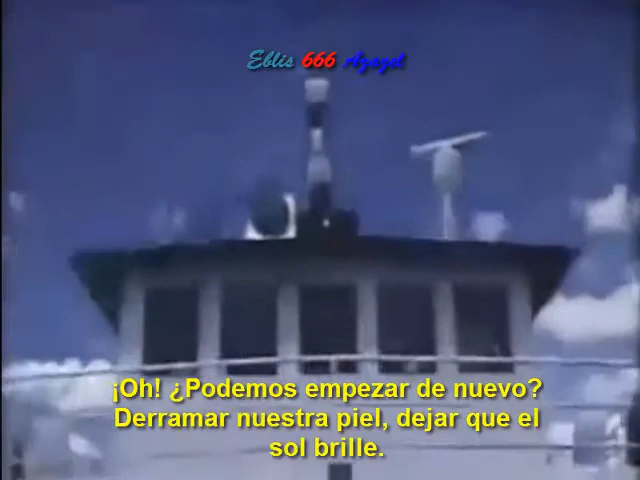 Eblis 666 Azazel
¡Oh! ¿Podemos empezar de nuevo?
Derramar nuestra piel, dejar que el
sol brille.